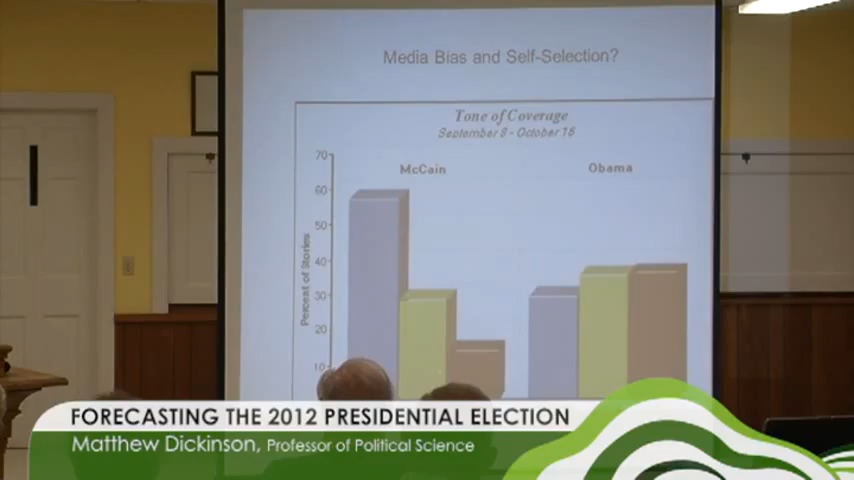 Media Bias and Self-Selection?
Tone of Coverage
September 8 - October 16
McCain
Obama
Percent of Stories
70
60
50
40
30
20
10
FORECASTING THE 2012 PRESIDENTIAL ELECTION
Matthew Dickinson, Professor of Political Science